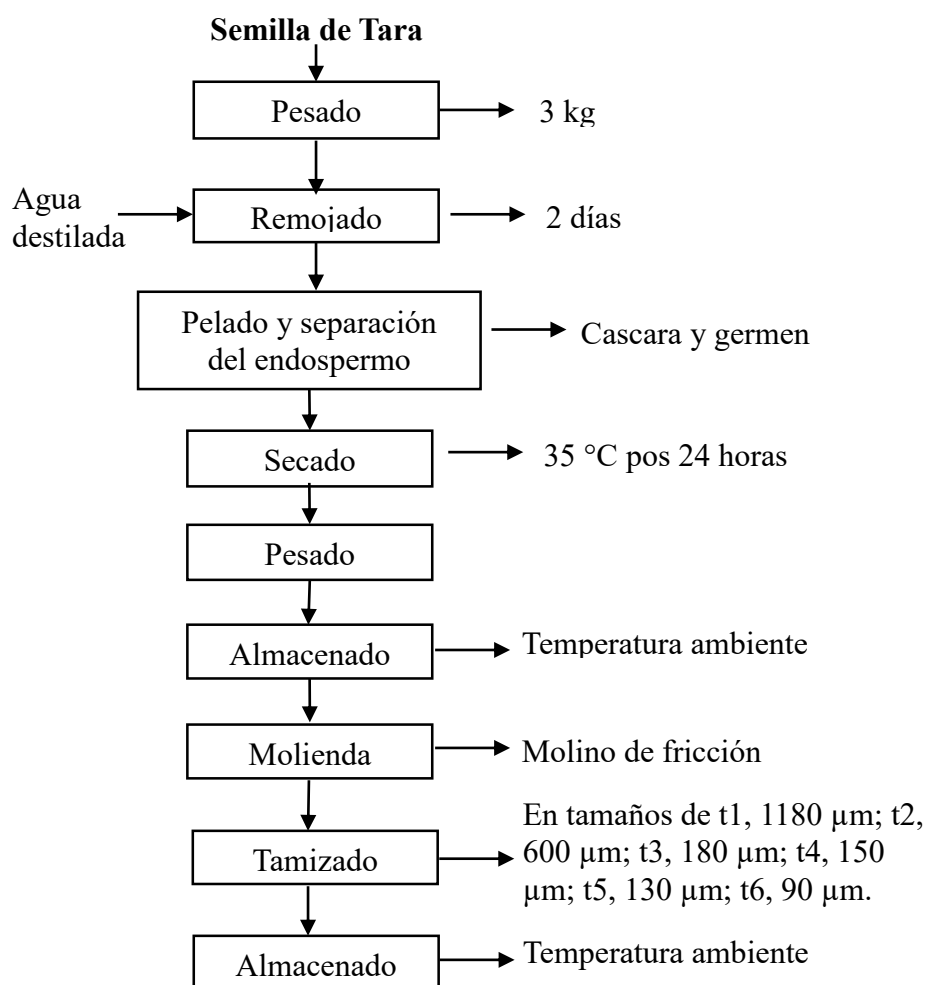 Semilla de Tara
Pesado
3 kg
Agua
destilada
Remojado
2 días
Pelado y separación
del endospermo
Cascara y germen
Secado
35 °C pos 24 horas
Pesado
Almacenado
Temperatura ambiente
Molienda
Molino de fricción
Tamizado
En tamaños de t1, 1180 µm; t2,
600 µm; t3, 180 µm; t4, 150
µm; t5, 130 µm; t6, 90 µm.
Almacenado
Temperatura ambiente